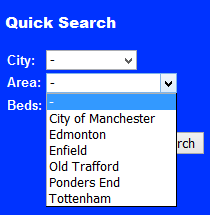 Quick Search
City: -
Area: -
Beds: -
City of Manchester
Edmonton
Enfield
Old Trafford
Ponders End
Tottenham
rch